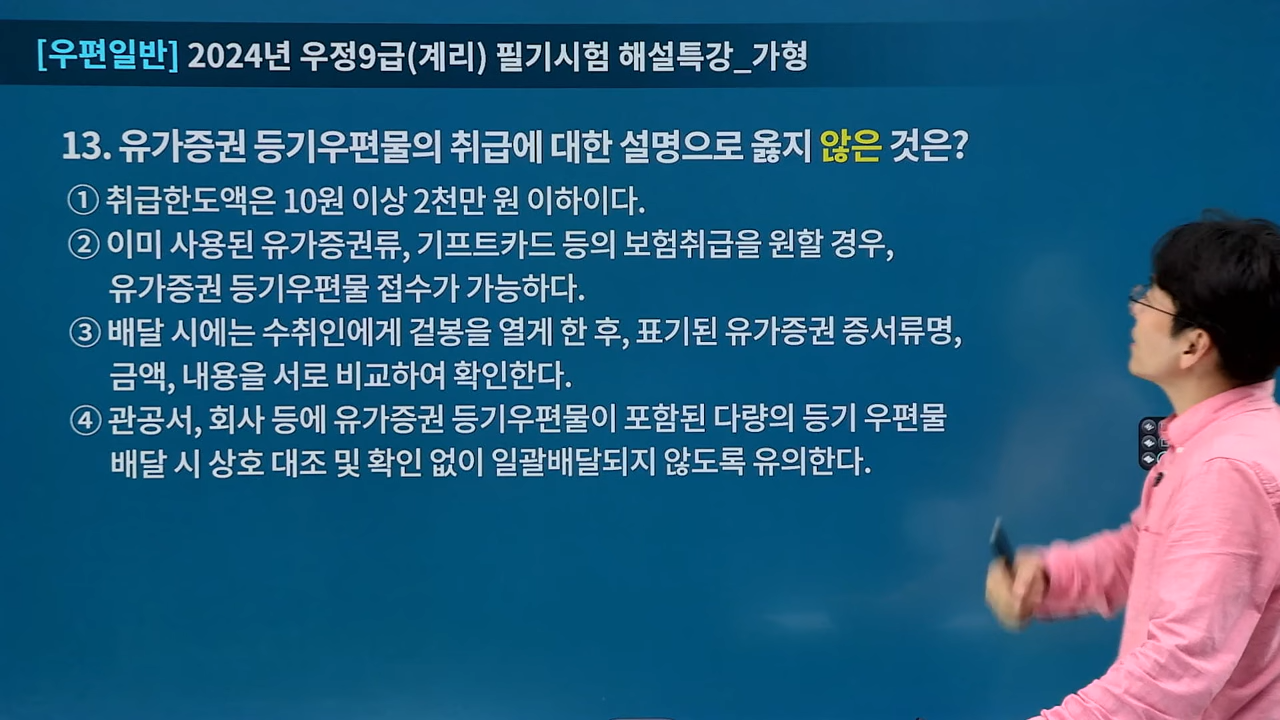 [우편일반] 2024년 우정9급(계리) 필기시험 해설특강_가형
13. 유가증권 등기우편물의 취급에 대한 설명으로 옳지 않은 것은?
① 취급한도액은 10원 이상 2천만 원 이하이다.
② 이미 사용된 유가증권류, 기프트카드 등의 보험취급을 원할 경우,
유가증권 등기우편물 접수가 가능하다.
③ 배달 시에는 수취인에게 겉봉을 열게 한 후, 표기된 유가증권 증서류명,
금액, 내용을 서로 비교하여 확인한다.
④ 관공서, 회사 등에 유가증권 등기우편물이 포함된 다량의 등기 우편물
배달 시 상호 대조 및 확인 없이 일괄배달되지 않도록 유의한다.